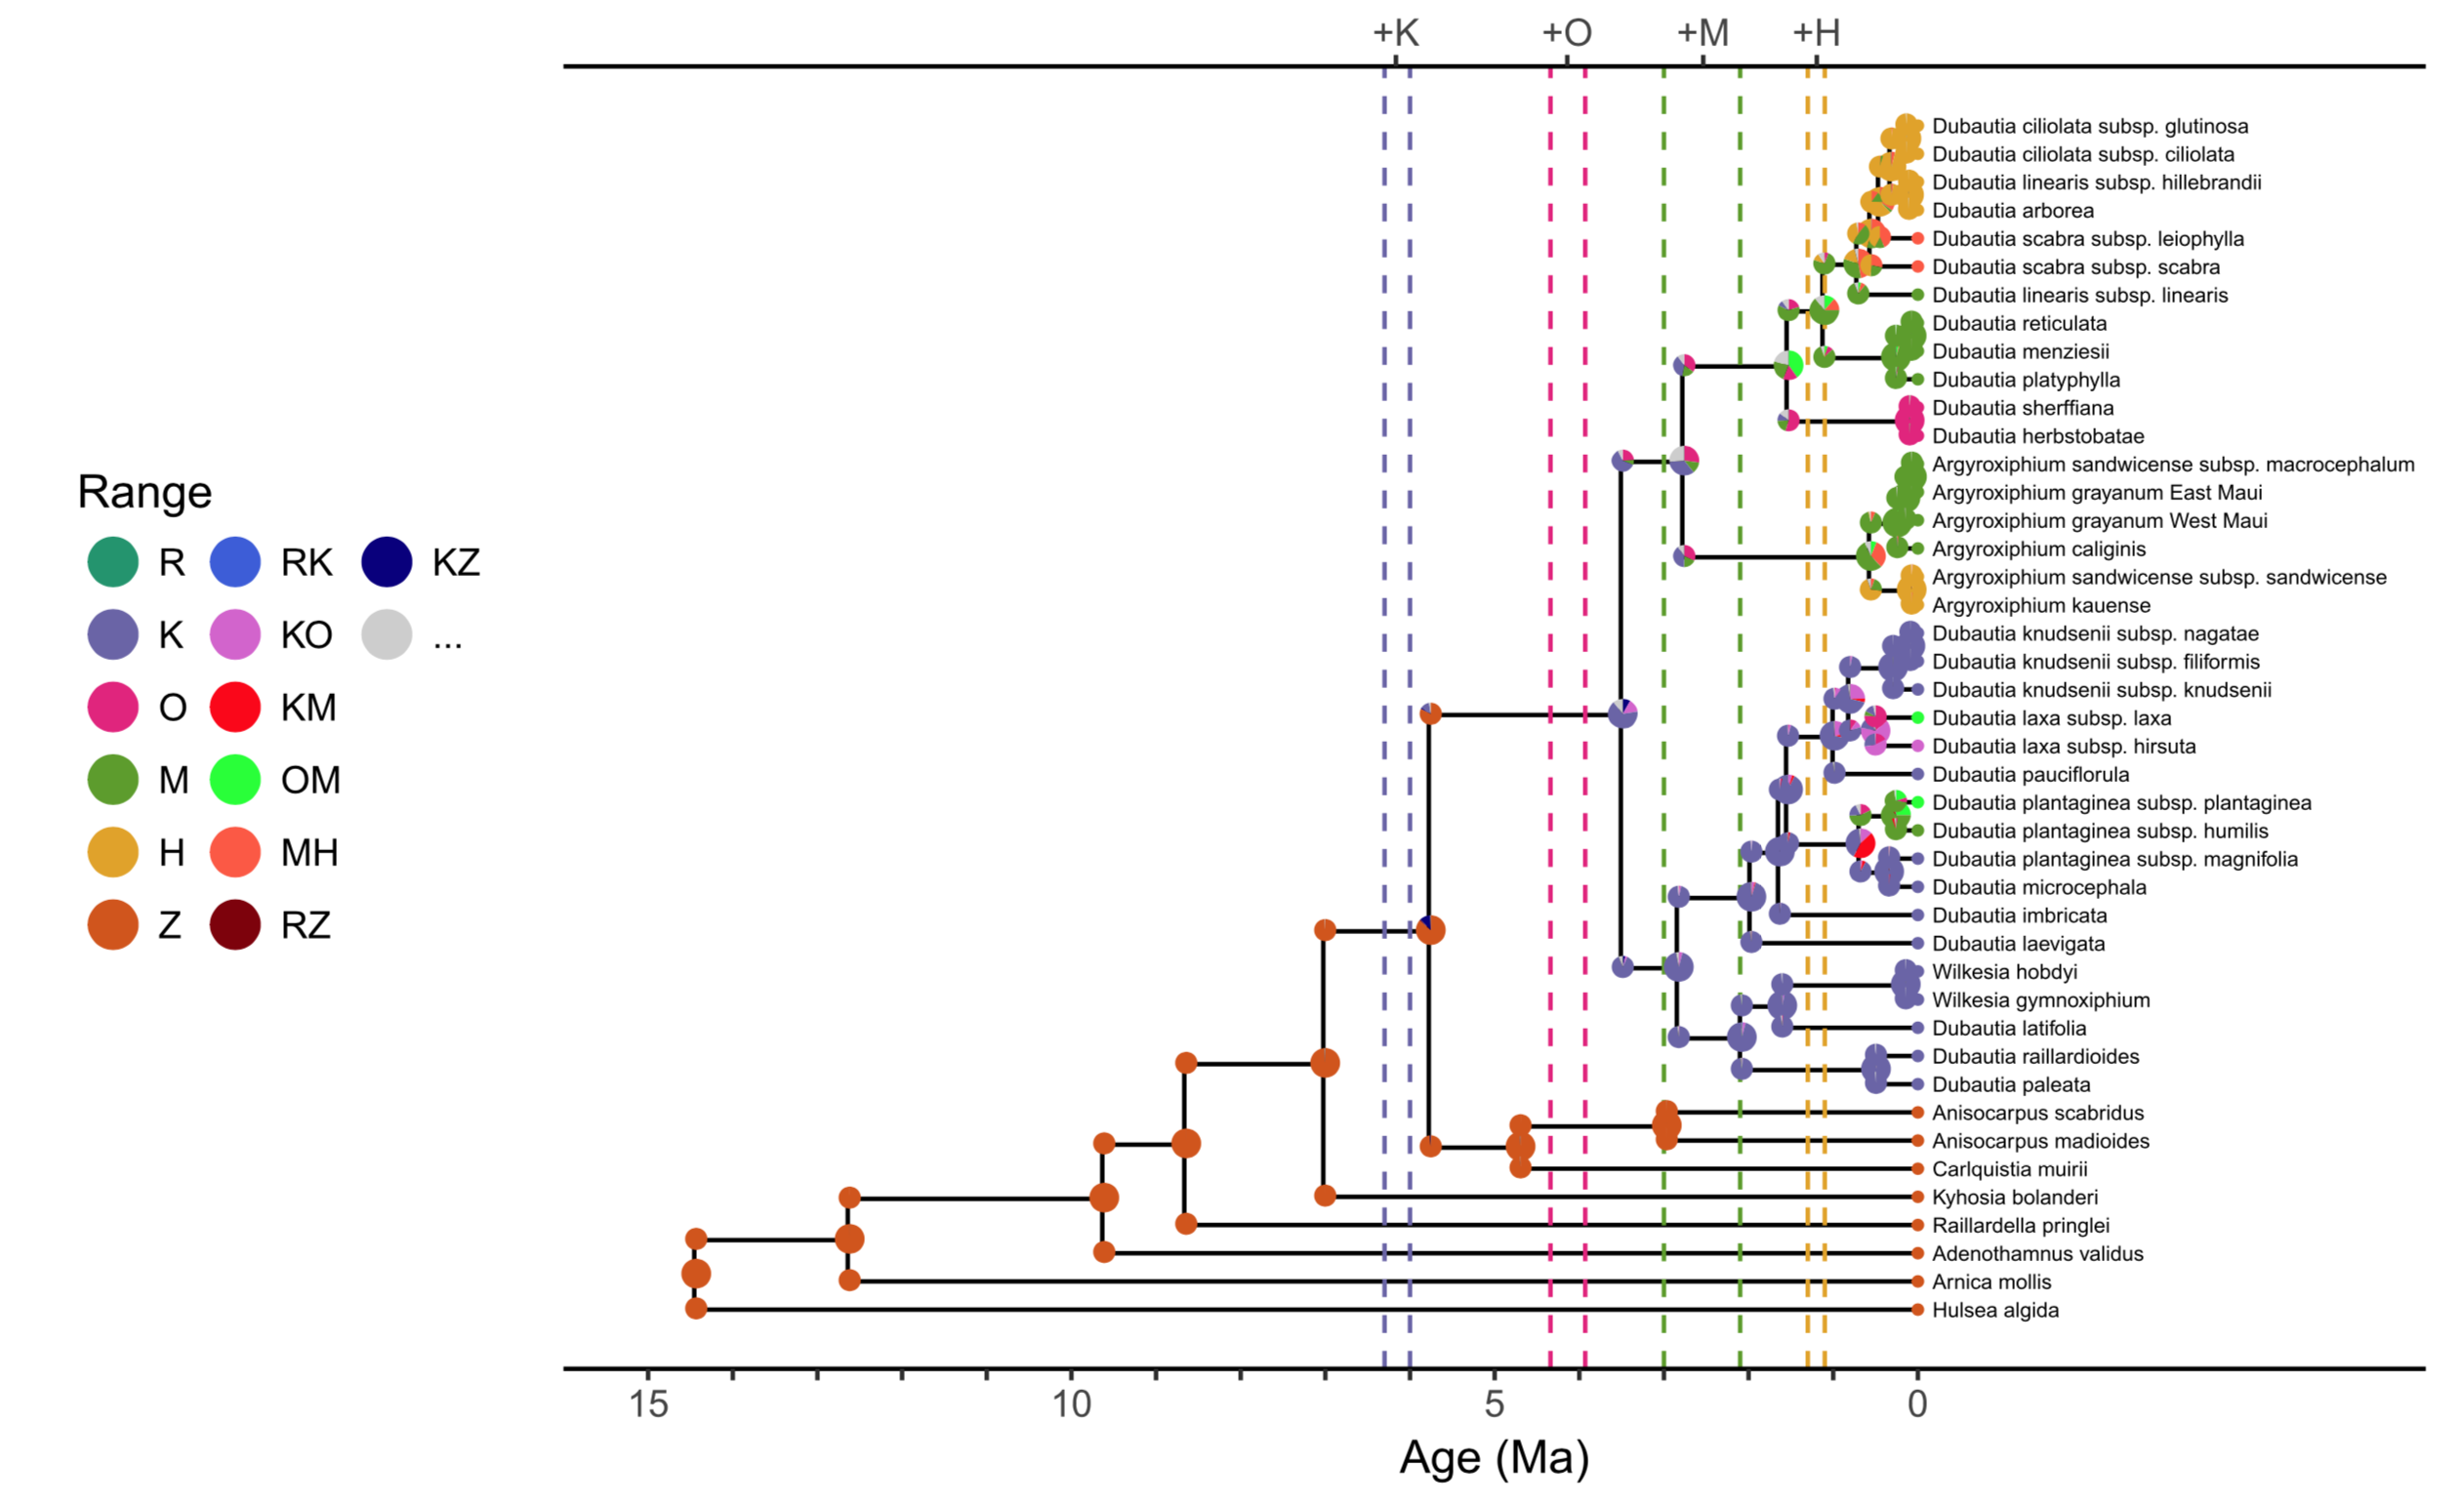 +K +O +M +H
Dubautia ciliolata subsp. glutinosa
Dubautia ciliolata subsp. ciliolata
Dubautia linearis subsp. hillebrandii
Dubautia arborea
Dubautia scabra subsp. leiophylla
Dubautia scabra subsp. scabra
Dubautia linearis subsp. linearis
Dubautia reticulata
Dubautia menziesii
Dubautia platyphylla
Dubautia sherffiana
Dubautia herbstobatae
Argyroxiphium sandwicense subsp. macrocephalum
Argyroxiphium grayanum East Maui
Argyroxiphium grayanum West Maui
Argyroxiphium caliginis
Argyroxiphium sandwicense subsp. sandwicense
Argyroxiphium kauense
Dubautia knudsenii subsp. nagatae
Dubautia knudsenii subsp. filiformis
Dubautia knudsenii subsp. knudsenii
Dubautia laxa subsp. laxa
Dubautia laxa subsp. hirsuta
Dubautia pauciflorula
Dubautia plantaginea subsp. plantaginea
Dubautia plantaginea subsp. humilis
Dubautia plantaginea subsp. magnifolia
Dubautia microcephala
Dubautia imbricata
Dubautia laevigata
Wilkesia hobdyi
Wilkesia gymnoxiphium
Dubautia latifolia
Dubautia raillardioides
Dubautia paleata
Anisocarpus scabridus
Anisocarpus madioides
Carlquistia muirii
Kyhosia bolanderi
Raillardella pringlei
Adenothamnus validus
Arnica mollis
Hulsea algida
Range
R RK KZ
K KO ...
O KM
M OM
H MH
Z RZ
15 10 5 0
Age (Ma)